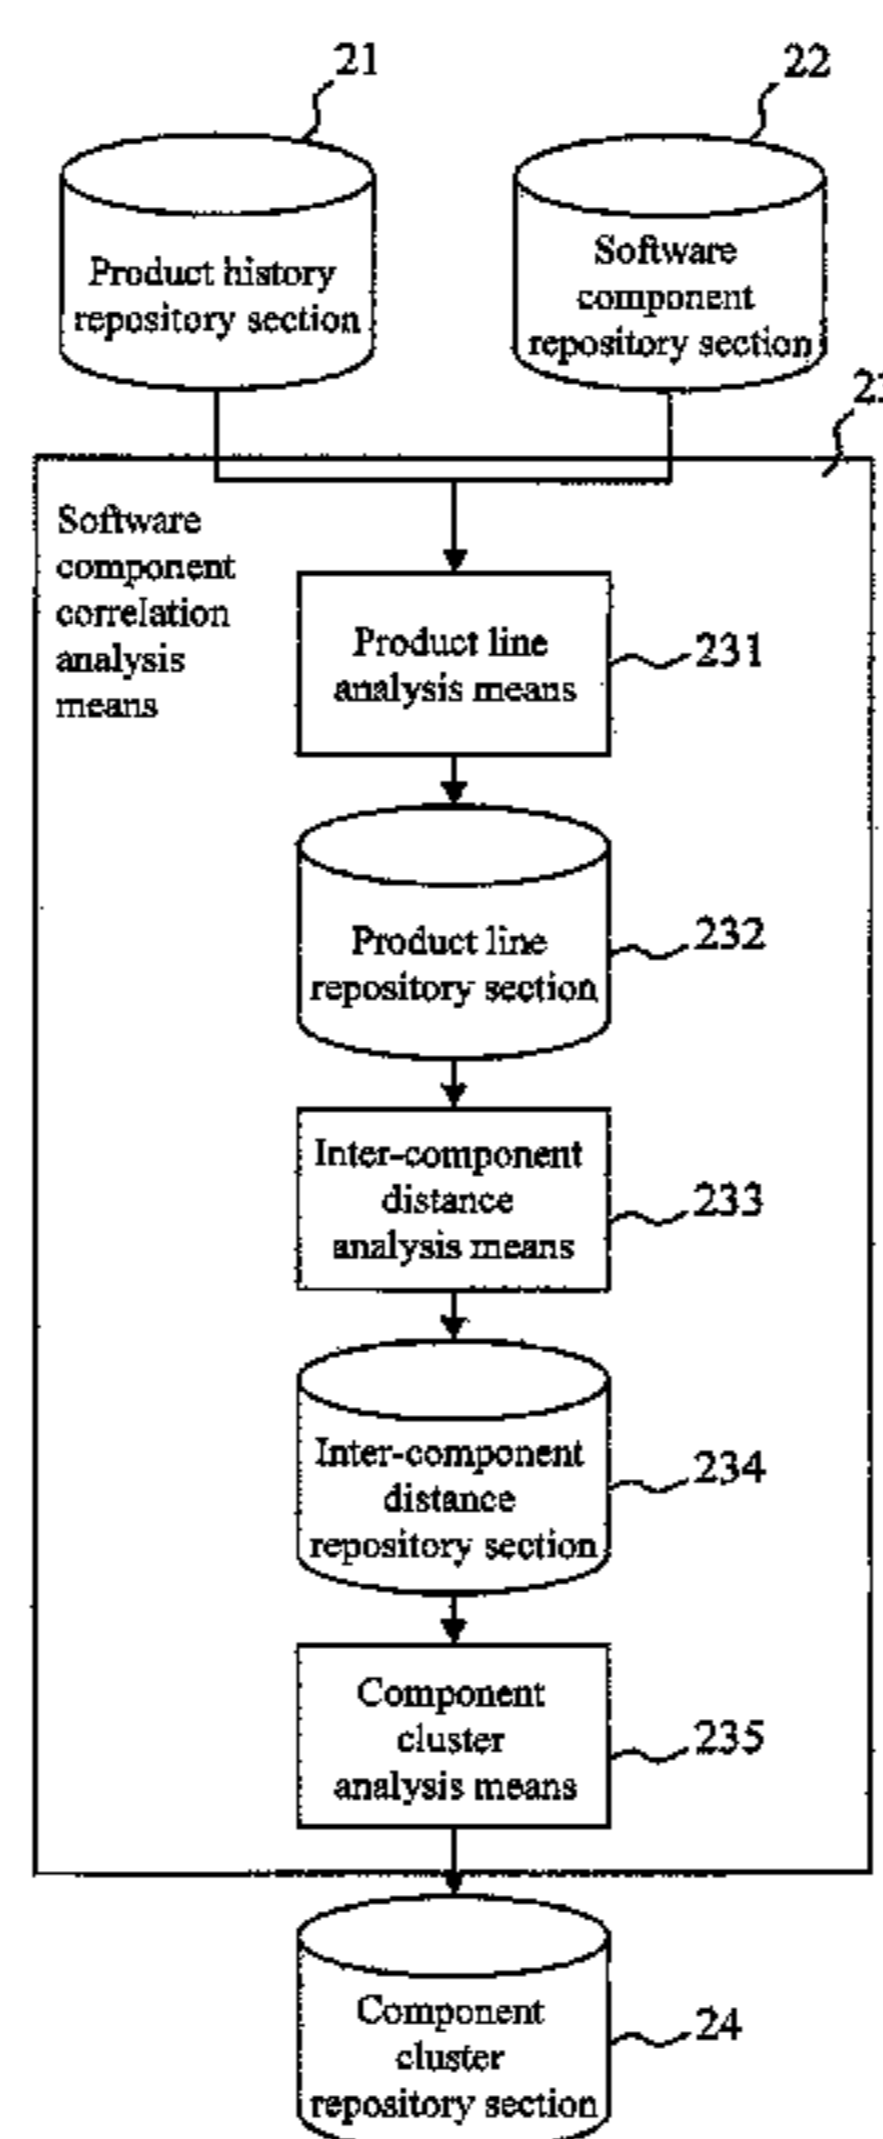 21
22
Product history
repository section
Software
component
repository section
Software
component
correlation
analysis
means
Product line
analysis means
231
Product line
repository section
232
Inter-component
distance
analysis means
233
Inter-component
distance
repository section
234
Component
cluster
analysis means
235
Component
cluster
repository section
24